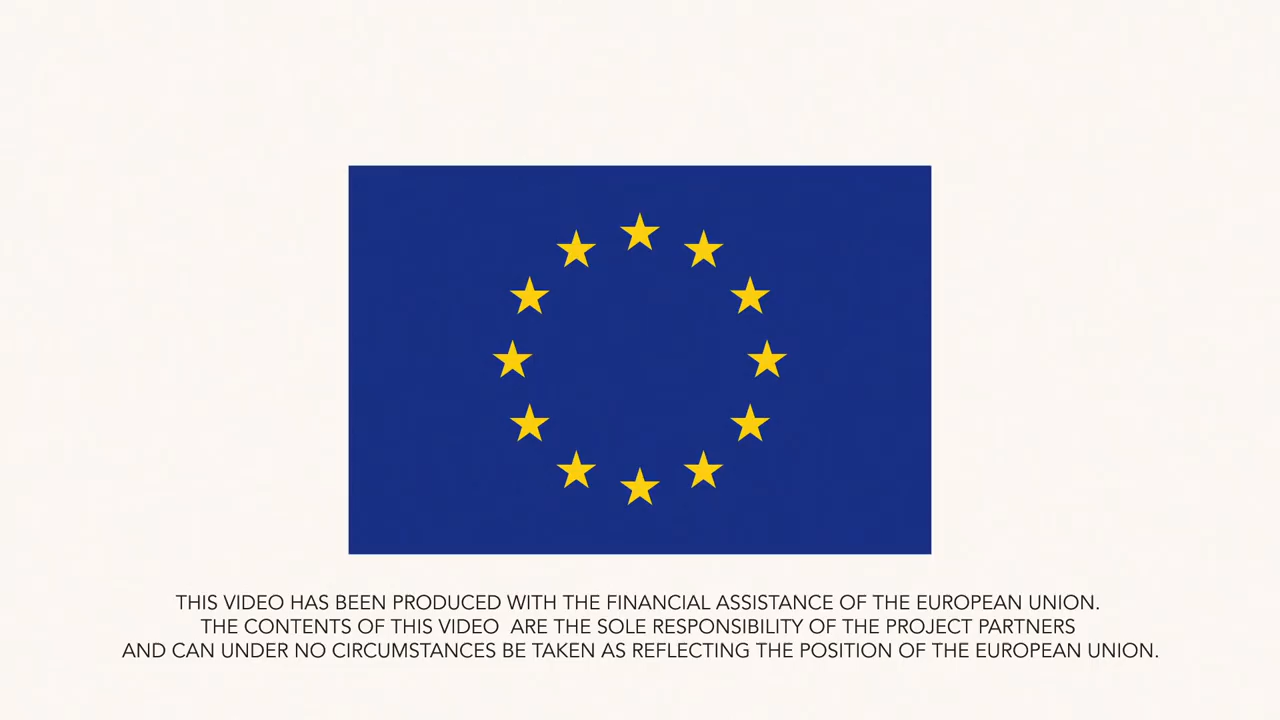 THIS VIDEO HAS BEEN PRODUCED WITH THE FINANCIAL ASSISTANCE OF THE EUROPEAN UNION.
THE CONTENTS OF THIS VIDEO  ARE THE SOLE RESPONSIBILITY OF THE PROJECT PARTNERS
AND CAN UNDER NO CIRCUMSTANCES BE TAKEN AS REFLECTING THE POSITION OF THE EUROPEAN UNION.